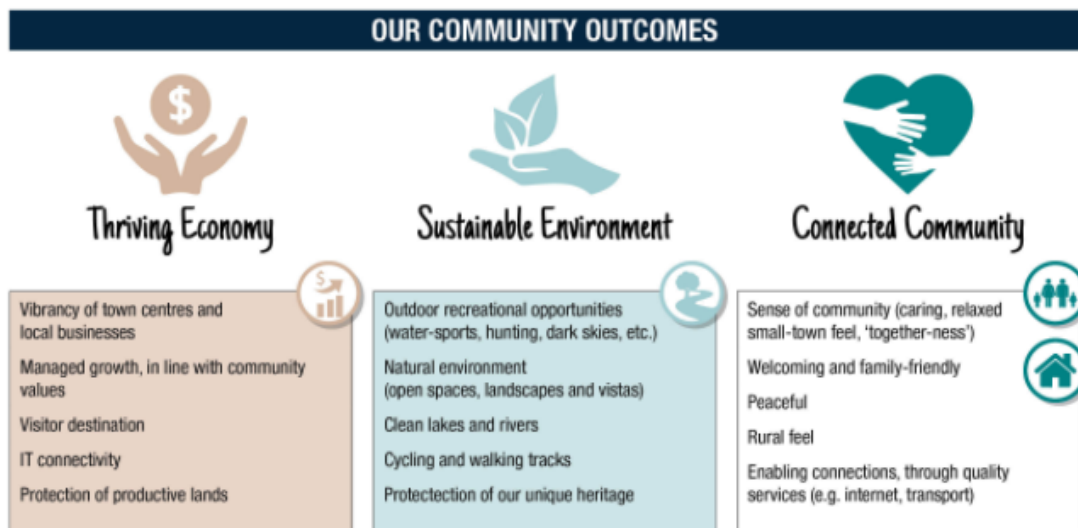 OUR COMMUNITY OUTCOMES
$
Thriving Economy
$
Vibrancy of town centres and
local businesses
Managed growth, in line with community
values
Visitor destination
IT connectivity
Protection of productive lands
Sustainable Environment
Outdoor recreational opportunities
(water-sports, hunting, dark skies, etc.)
Natural environment
(open spaces, landscapes and vistas)
Clean lakes and rivers
Cycling and walking tracks
Protectection of our unique heritage
Connected Community
Sense of community (caring, relaxed
small-town feel, ‘together-ness’)
Welcoming and family-friendly
Peaceful
Rural feel
Enabling connections, through quality
services (e.g. internet, transport)